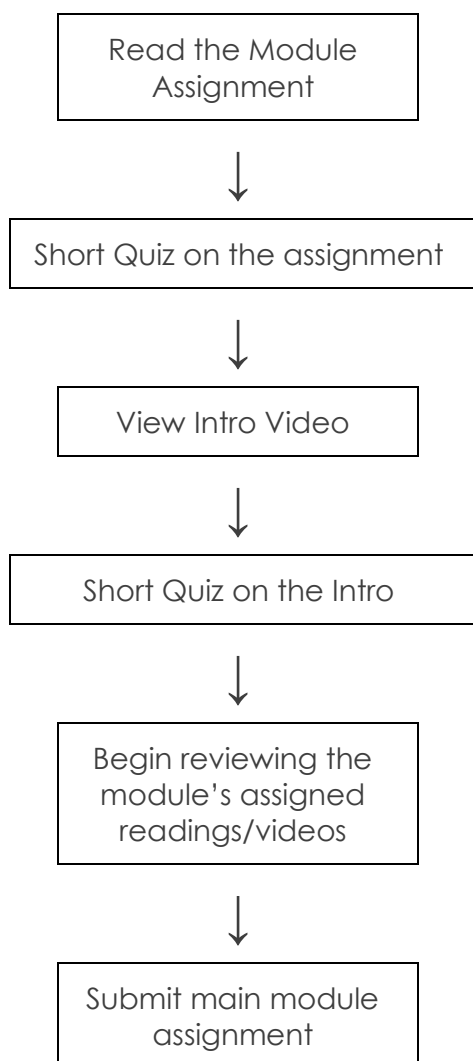 Read the Module
Assignment
Short Quiz on the assignment
View Intro Video
Short Quiz on the Intro
Begin reviewing the
module’s assigned
readings/videos
Submit main module
assignment